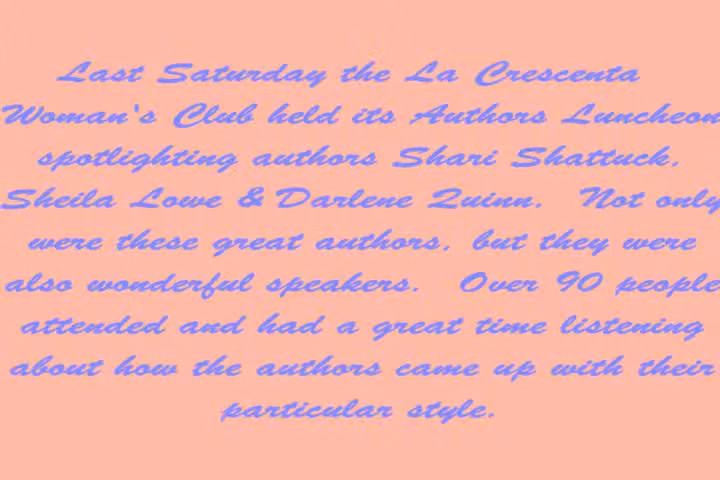 Last Saturday the La Crescenta
Woman's Club held its Authors Luncheon
spotlighting authors Shari Shattuck,
Sheila Lowe & Darlene Quinn. Not only
were these great authors, but they were
also wonderful speakers. Over 90 people
attended and had a great time listening
about how the authors came up with their
particular style.